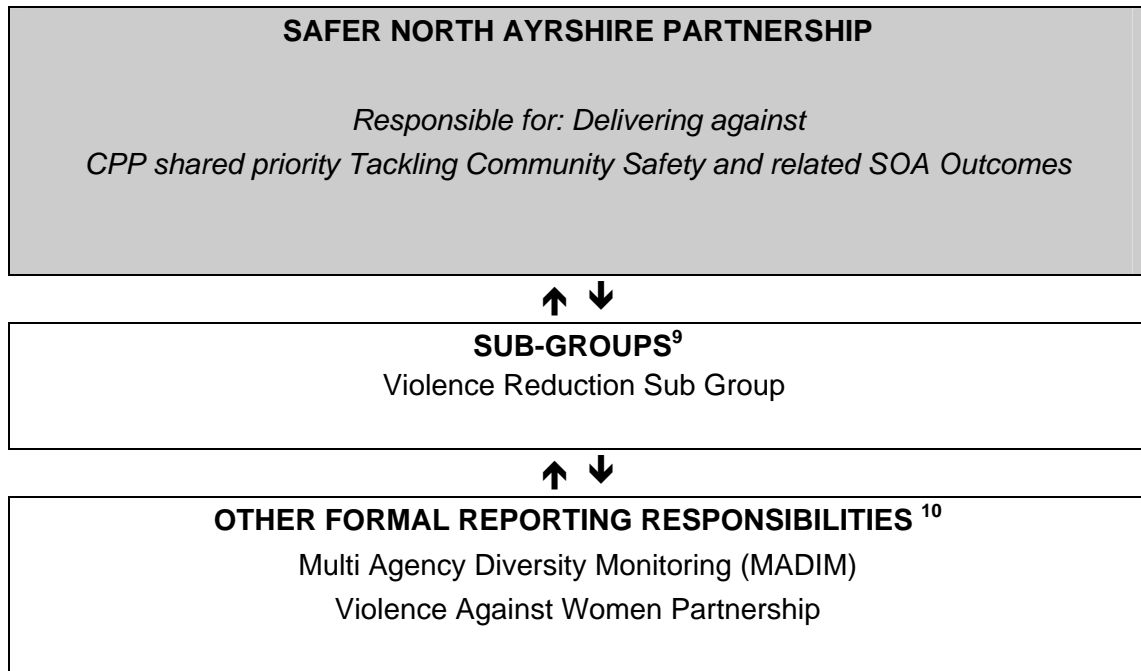 SAFER NORTH AYRSHIRE PARTNERSHIP
Responsible for: Delivering against
CPP shared priority Tackling Community Safety and related SOA Outcomes
SUB-GROUPS9
Violence Reduction Sub Group
OTHER FORMAL REPORTING RESPONSIBILITIES 10
Multi Agency Diversity Monitoring (MADIM)
Violence Against Women Partnership